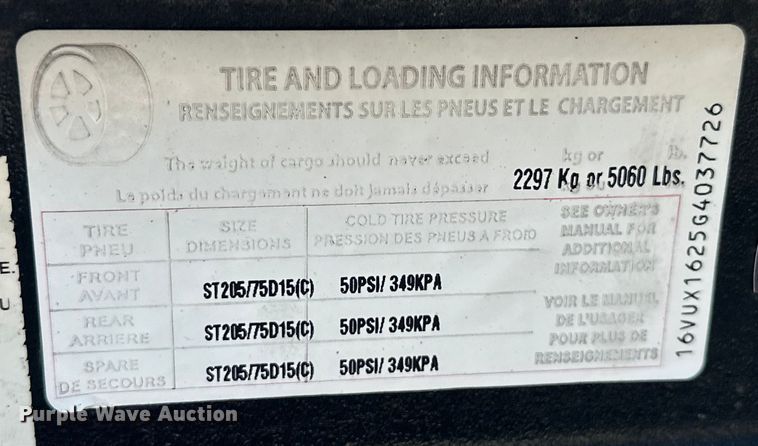 TIRE AND LOADING INFORMATION
RENSEIGNEMENTS SUR LES PNEUS ET LE CHARGEMENT
The weight of cargo should never exceed kg or lb.
Le poids du chargement ne doit jamais dépasser 2297 Kg or 5060 Lbs.
TIRE
PNEU
SIZE
DIMENSIONS
COLD TIRE PRESSURE
PRESSION DES PNEUS A FROID
SEE OWNER'S
MANUAL FOR
ADDITIONAL
INFORMATION
FRONT
AVANT
ST205/75D15(C) 50PSI/ 349KPA
REAR
ARRIERE
ST205/75D15(C) 50PSI/ 349KPA
SPARE
DE SECOURS
ST205/75D15(C) 50PSI/ 349KPA
VOIR LE MANUEL
DE L'USAGER
POUR PLUS DE
RENSEIGNEMENTS
16VUX1625G4037726
E.
U
Purple Wave Auction